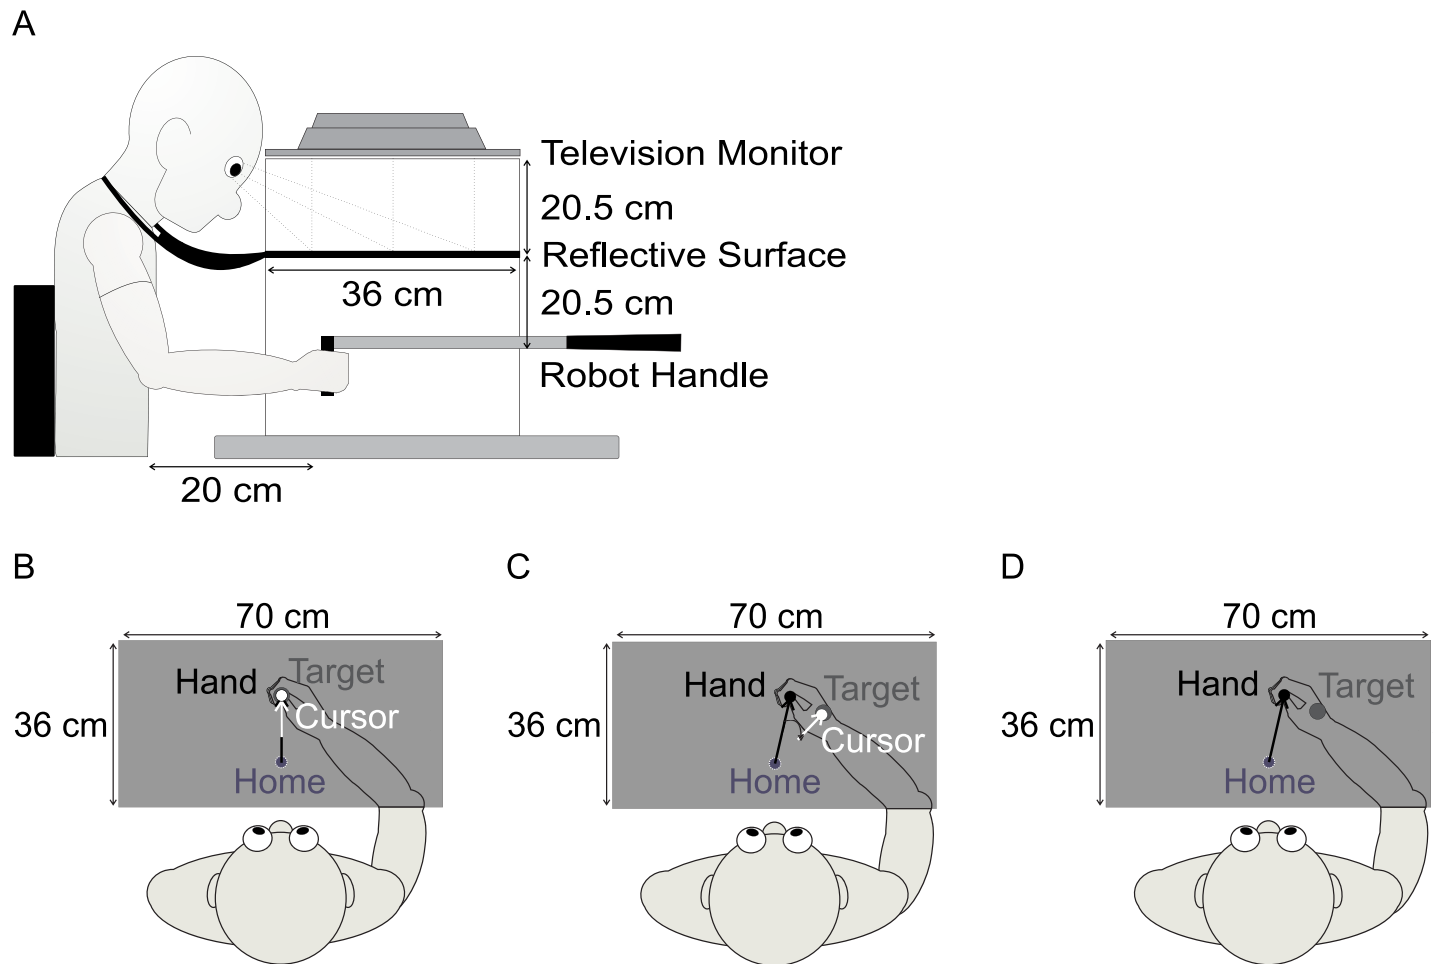 A
Television Monitor
20.5 cm
Reflective Surface
36 cm
20.5 cm
Robot Handle
20 cm
B
70 cm
36 cm
Hand
Target
Cursor
Home
C
70 cm
36 cm
Hand
Target
Cursor
Home
D
70 cm
36 cm
Hand
Target
Home